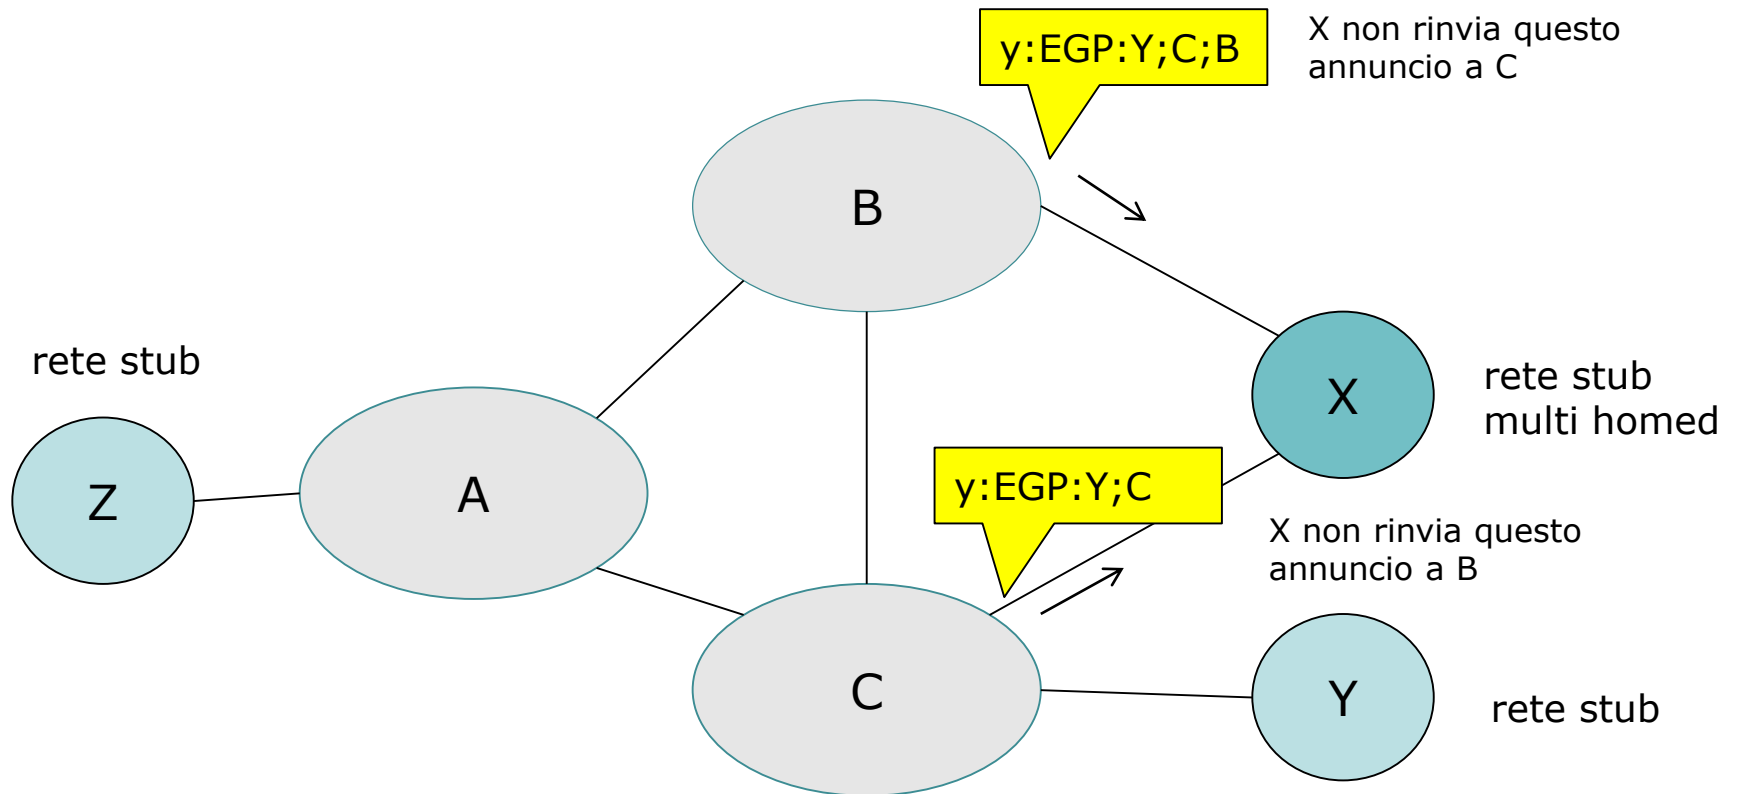 y:EGP:Y;C;B
X non rinvia questo
annuncio a C
B
rete stub
X
rete stub
multi homed
Z
A
y:EGP:Y;C
X non rinvia questo
annuncio a B
C
Y
rete stub